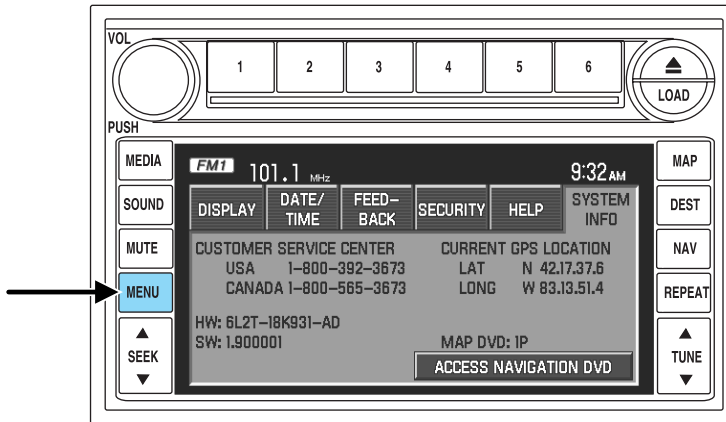 VOL
1 2 3 4 5 6
LOAD
PUSH
MEDIA
SOUND
MUTE
MENU
SEEK
FM1 101.1 MHz 9:32 AM
DISPLAY DATE/TIME FEED-BACK SECURITY HELP SYSTEM INFO
CUSTOMER SERVICE CENTER CURRENT GPS LOCATION
USA 1-800-392-3673 LAT N 42.17.37.6
CANADA 1-800-565-3673 LONG W 83.13.51.4
HW: 6L2T-18K931-AD
SW: 1.900001 MAP DVD: 1P
ACCESS NAVIGATION DVD
MAP
DEST
NAV
REPEAT
TUNE